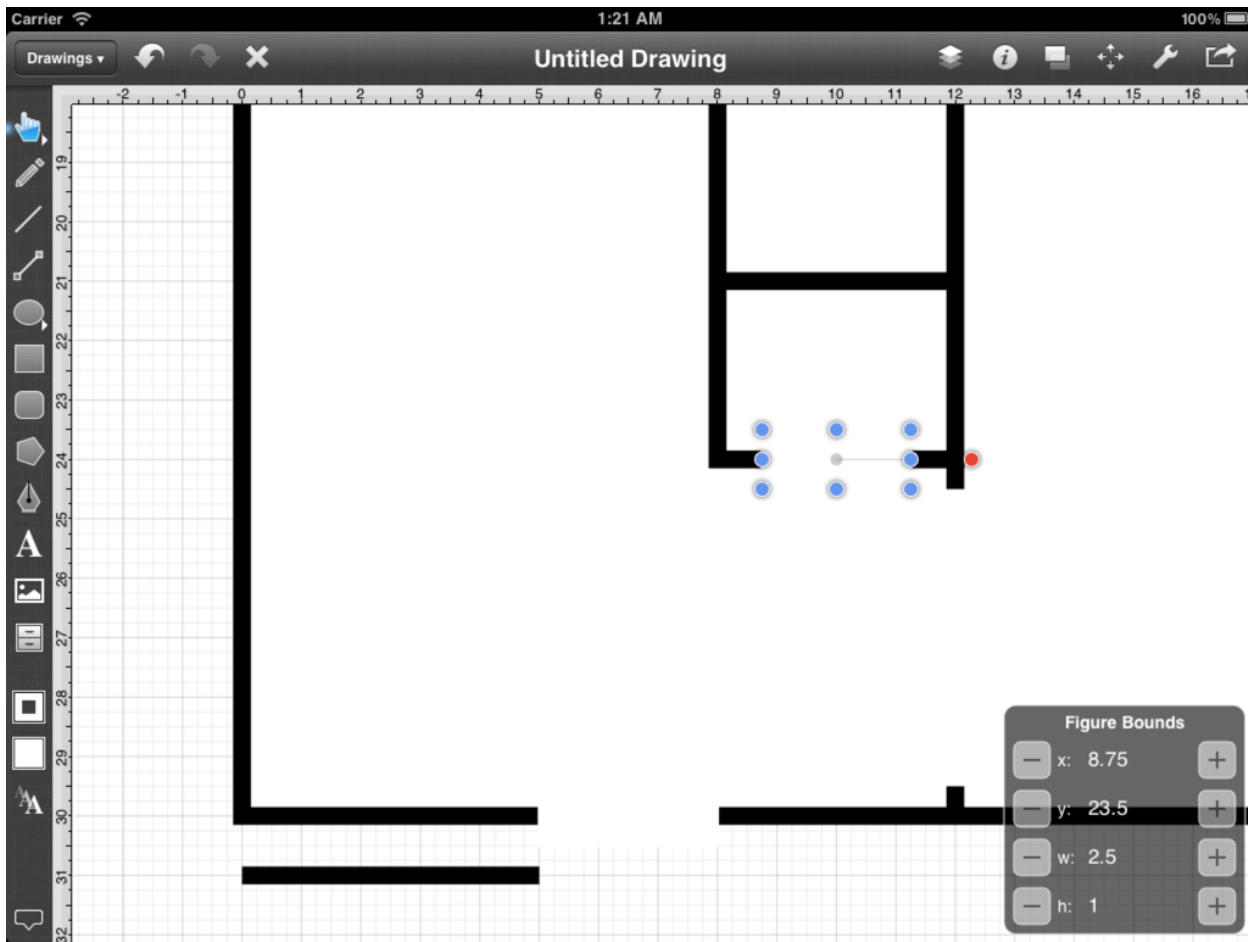 Carrier 1:21 AM 100%
Drawings ▾ Untitled Drawing
-2 -1 0 1 2 3 4 5 6 7 8 9 10 11 12 13 14 15 16
19
20
21
22
23
24
25
26
27
28
29
30
31
32
A
AAA
Figure Bounds
− x: 8.75 +
− y: 23.5 +
− w: 2.5 +
− h: 1 +